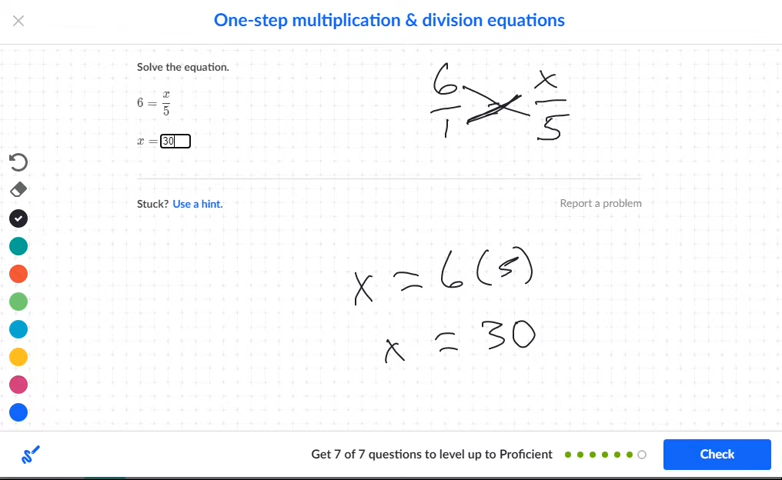 One-step multiplication & division equations
Solve the equation.
6 = x/5
x = 30
6/1 x/5
Stuck? Use a hint.
Report a problem
x = 6(5)
x = 30
Get 7 of 7 questions to level up to Proficient
Check